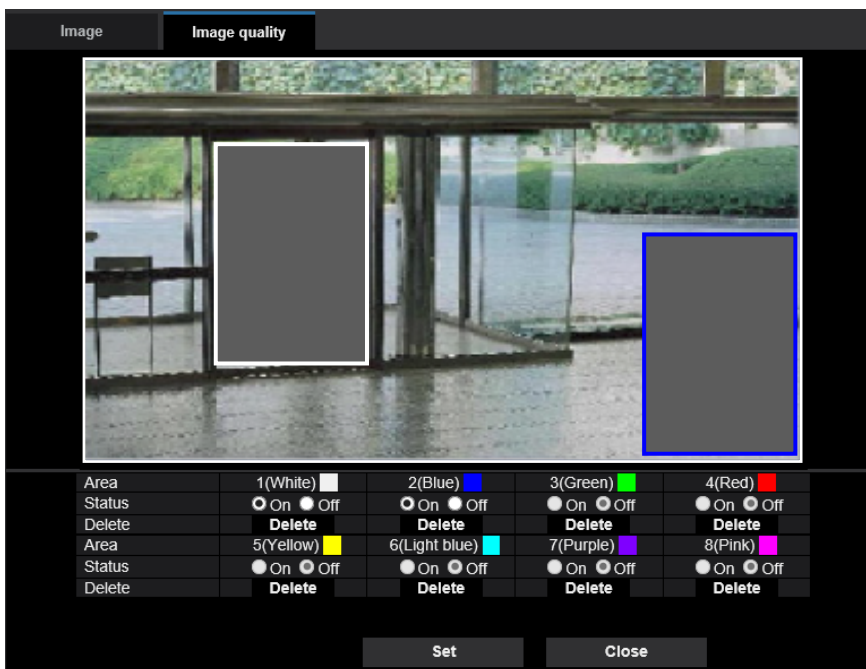 Image Image quality
Area 1(White) 2(Blue) 3(Green) 4(Red)
Status On Off On Off On Off On Off
Delete Delete Delete Delete Delete
Area 5(Yellow) 6(Light blue) 7(Purple) 8(Pink)
Status On Off On Off On Off On Off
Delete Delete Delete Delete Delete
Set Close